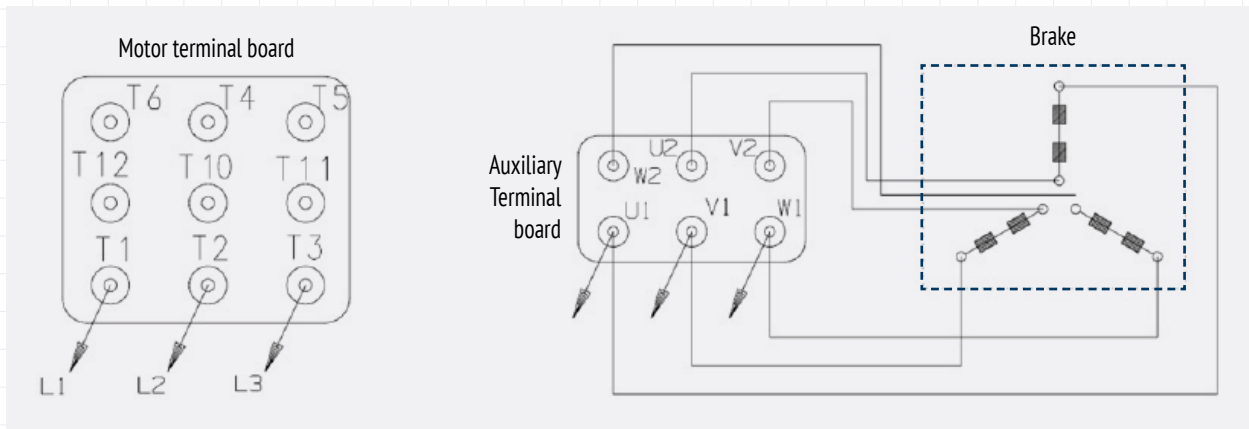 Motor terminal board
T6 T4 T5
T12 T10 T11
T1 T2 T3
L1 L2 L3
Brake
Auxiliary
Terminal
board
W2 U2 V2
U1 V1 W1